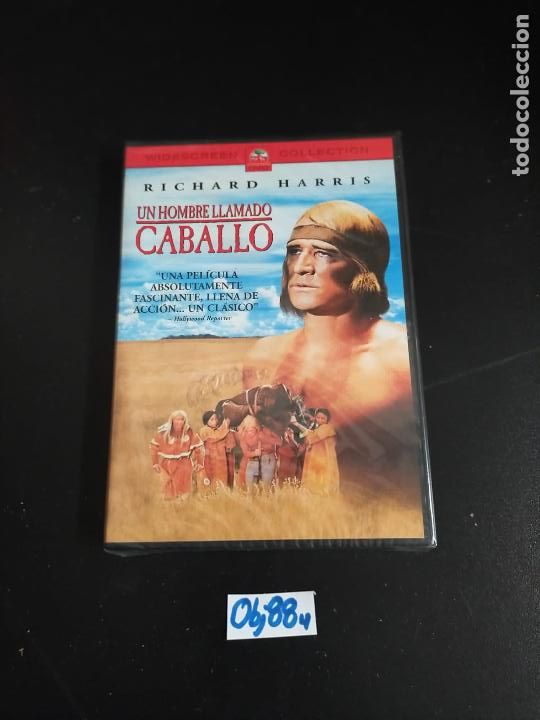 WIDESCREEN COLLECTION
RICHARD HARRIS
UN HOMBRE LLAMADO
CABALLO
"UNA PELÍCULA
ABSOLUTAMENTE
FASCINANTE, LLENA DE
ACCIÓN... UN CLÁSICO"
- Hollywood Reporter
todocoleccion